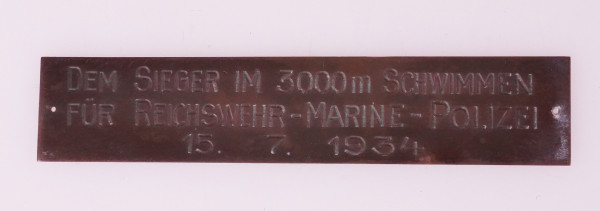 DEM SIEGER IM 3000m SCHWIMMEN
FÜR REICHSWEHR-MARINE-POLIZEI
15. 7. 1934